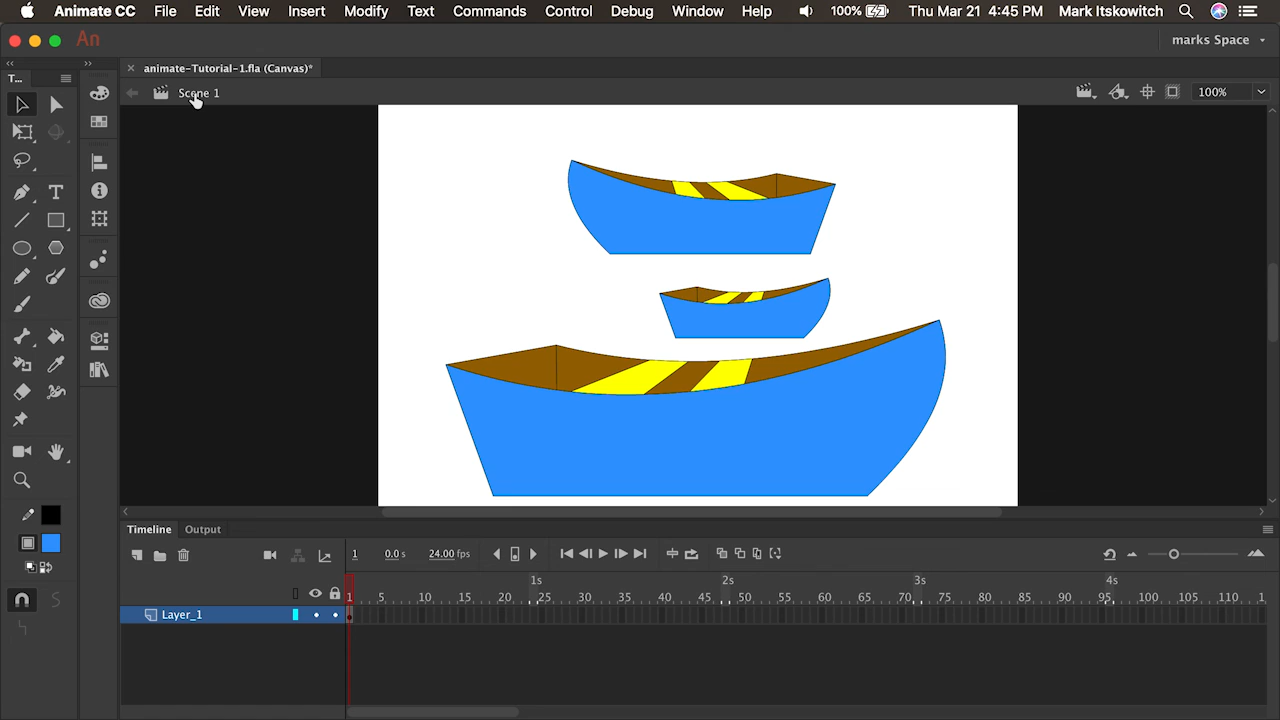 Animate CC File Edit View Insert Modify Text Commands Control Debug Window Help 100% Thu Mar 21 4:45 PM Mark Itskowitch
An marks Space
T... animate-Tutorial-1.fla (Canvas)*
Scene 1 100%
T
Timeline Output
1 0.0 s 24.00 fps
1s 2s 3s 4s
1 5 10 15 20 25 30 35 40 45 50 55 60 65 70 75 80 85 90 95 100 105 110 1
Layer_1